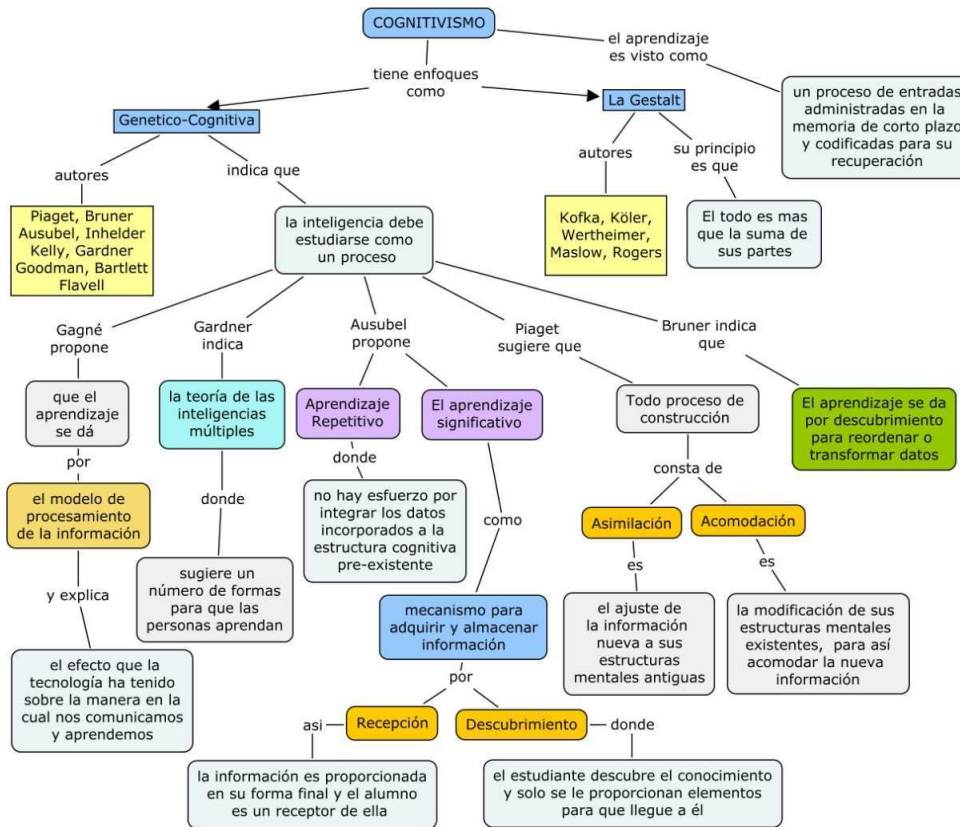 COGNITIVISMO
el aprendizaje
es visto como
tiene enfoques
como
un proceso de entradas
administradas en la
memoria de corto plazo
y codificadas para su
recuperación
Genetico-Cognitiva
La Gestalt
autores
indica que
autores
su principio
es que
Piaget, Bruner
Ausubel, Inhelder
Kelly, Gardner
Goodman, Bartlett
Flavell
la inteligencia debe
estudiarse como
un proceso
Kofka, Köler,
Wertheimer,
Maslow, Rogers
El todo es mas
que la suma de
sus partes
Gagné
propone
Gardner
indica
Ausubel
propone
Piaget
sugiere que
Bruner indica
que
que el
aprendizaje
se dá
la teoría de las
inteligencias
múltiples
Aprendizaje
Repetitivo
El aprendizaje
significativo
Todo proceso de
construcción
El aprendizaje se da
por descubrimiento
para reordenar o
transformar datos
por
donde
consta de
el modelo de
procesamiento
de la información
donde
no hay esfuerzo por
integrar los datos
incorporados a la
estructura cognitiva
pre-existente
como
Asimilación
Acomodación
y explica
sugiere un
número de formas
para que las
personas aprendan
mecanismo para
adquirir y almacenar
información
es
es
el ajuste de
la información
nueva a sus
estructuras
mentales antiguas
la modificación de sus
estructuras mentales
existentes, para así
acomodar la nueva
información
el efecto que la
tecnología ha tenido
sobre la manera en la
cual nos comunicamos
y aprendemos
por
asi
Recepción
Descubrimiento
donde
la información es proporcionada
en su forma final y el alumno
es un receptor de ella
el estudiante descubre el conocimiento
y solo se le proporcionan elementos
para que llegue a él